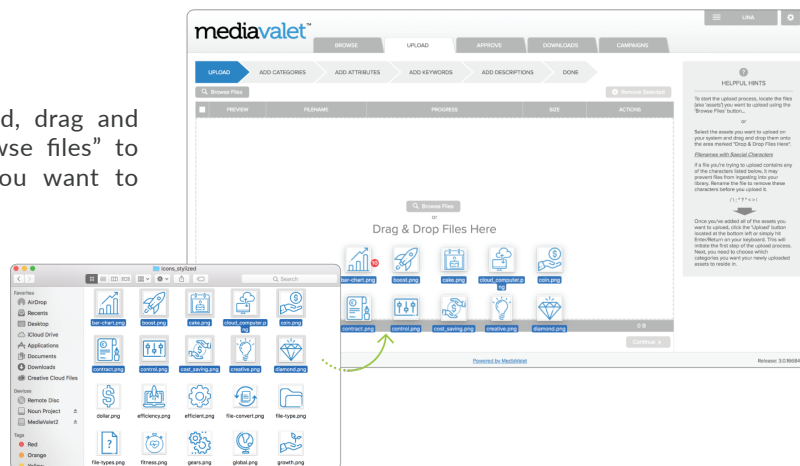 d, drag and
wse files" to
ou want to
mediavalet™
LINA
BROWSE UPLOAD APPROVE DOWNLOADS CAMPAIGNS
UPLOAD ADD CATEGORIES ADD ATTRIBUTES ADD KEYWORDS ADD DESCRIPTIONS DONE
Browse Files
Remove Selected
PREVIEW FILENAME PROGRESS SIZE ACTIONS
Browse Files
or
Drag & Drop Files Here
10
bar-chart.png boost.png cake.png cloud_computer.p
ng coin.png
contract.png control.png cost_saving.png creative.png diamond.png
0 B
Continue >
Powered by MediaValet
Release: 3.0.18684
?
HELPFUL HINTS
To start the upload process, locate the files
(aka 'assets') you want to upload using the
'Browse Files' button...
or
Select the assets you want to upload on
your system and drag and drop them onto
the area marked "Drop & Drop Files Here".
Filenames with Special Characters
If a file you're trying to upload contains any
of the characters listed below, it may
prevent files from ingesting into your
library. Rename the file to remove these
characters before you upload it.
Once you've added all of the assets you
want to upload, click the 'Upload' button
located at the bottom left or simply hit
Enter/Return on your keyboard. This will
initiate the first step of the upload process.
Next, you need to choose which
categories you want your newly uploaded
assets to reside in.
icons_stylized
Search
Favorites
AirDrop
Recents
Desktop
iCloud Drive
Applications
Documents
Downloads
Creative Cloud Files
Devices
Remote Disc
Noun Project
MediaValet2
Tags
Red
Orange
Yellow
bar-chart.png boost.png cake.png cloud_computer.p
ng coin.png
contract.png control.png cost_saving.png creative.png diamond.png
dollar.png efficiency.png efficient.png file-convert.png file-type.png
file-types.png fitness.png gears.png global.png growth.png